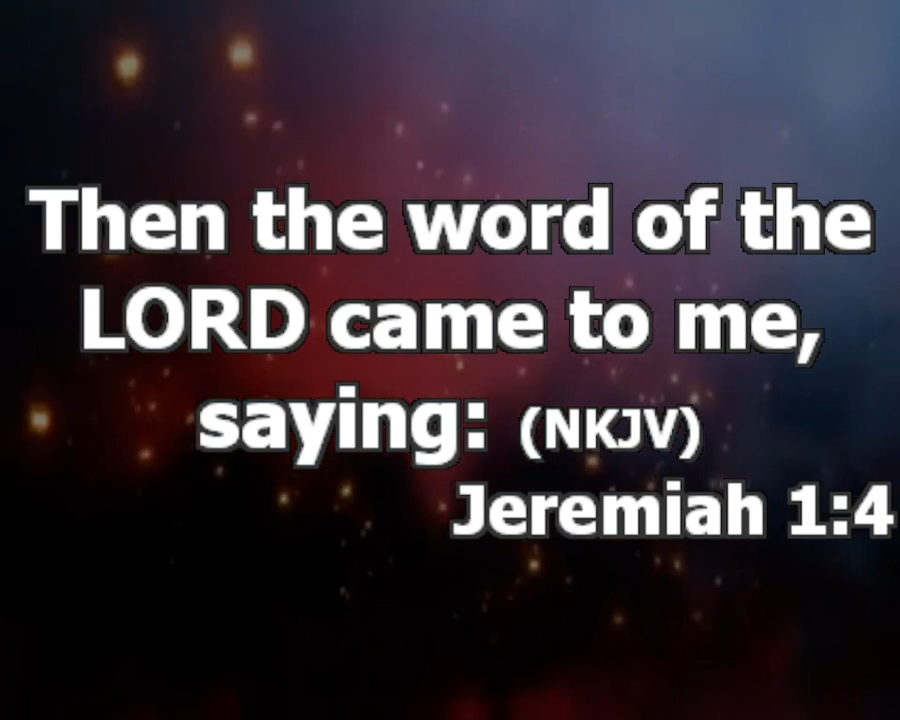 Then the word of the
LORD came to me,
saying: (NKJV)
Jeremiah 1:4